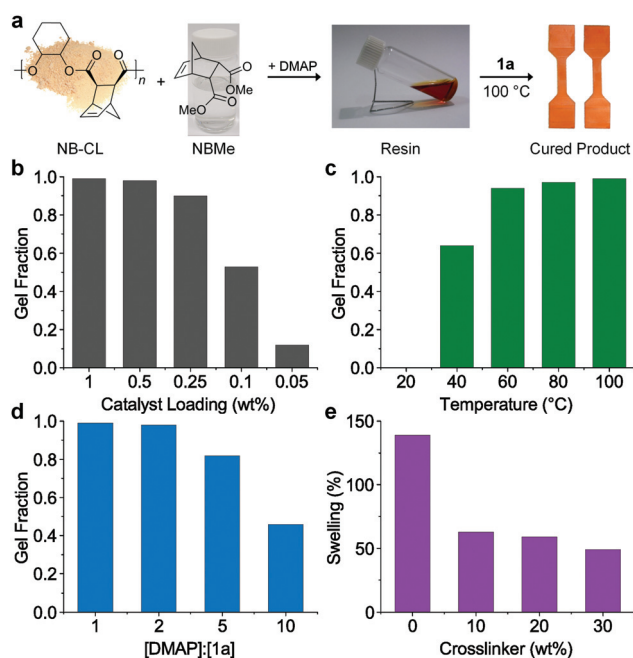 a
O
O
O
O
n
+
O
OMe
MeO
O
+ DMAP
1a
100 °C
NB-CL
NBMe
Resin
Cured Product
b
Gel Fraction
1.0
0.8
0.6
0.4
0.2
0.0
1
0.5
0.25
0.1
0.05
Catalyst Loading (wt%)
c
Gel Fraction
1.0
0.8
0.6
0.4
0.2
0.0
20
40
60
80
100
Temperature (°C)
d
Gel Fraction
1.0
0.8
0.6
0.4
0.2
0.0
1
2
5
10
[DMAP]:[1a]
e
Swelling (%)
150
100
50
0
0
10
20
30
Crosslinker (wt%)